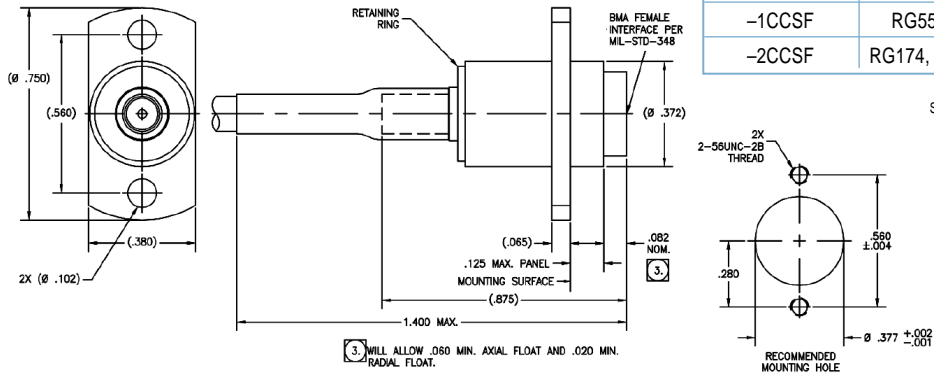 RETAINING
RING
BMA FEMALE
INTERFACE PER
MIL-STD-348
(Ø .750)
(.560)
(.380)
2X (Ø .102)
(Ø .372)
(.065)
.082
NOM.
3.
.125 MAX. PANEL
MOUNTING SURFACE
(.875)
1.400 MAX.
3. WILL ALLOW .060 MIN. AXIAL FLOAT AND .020 MIN.
RADIAL FLOAT.
-1CCSF RG55
-2CCSF RG174,
S
2X
2-56UNC-2B
THREAD
.560
±.004
.280
Ø .377 +.002
-.001
RECOMMENDED
MOUNTING HOLE